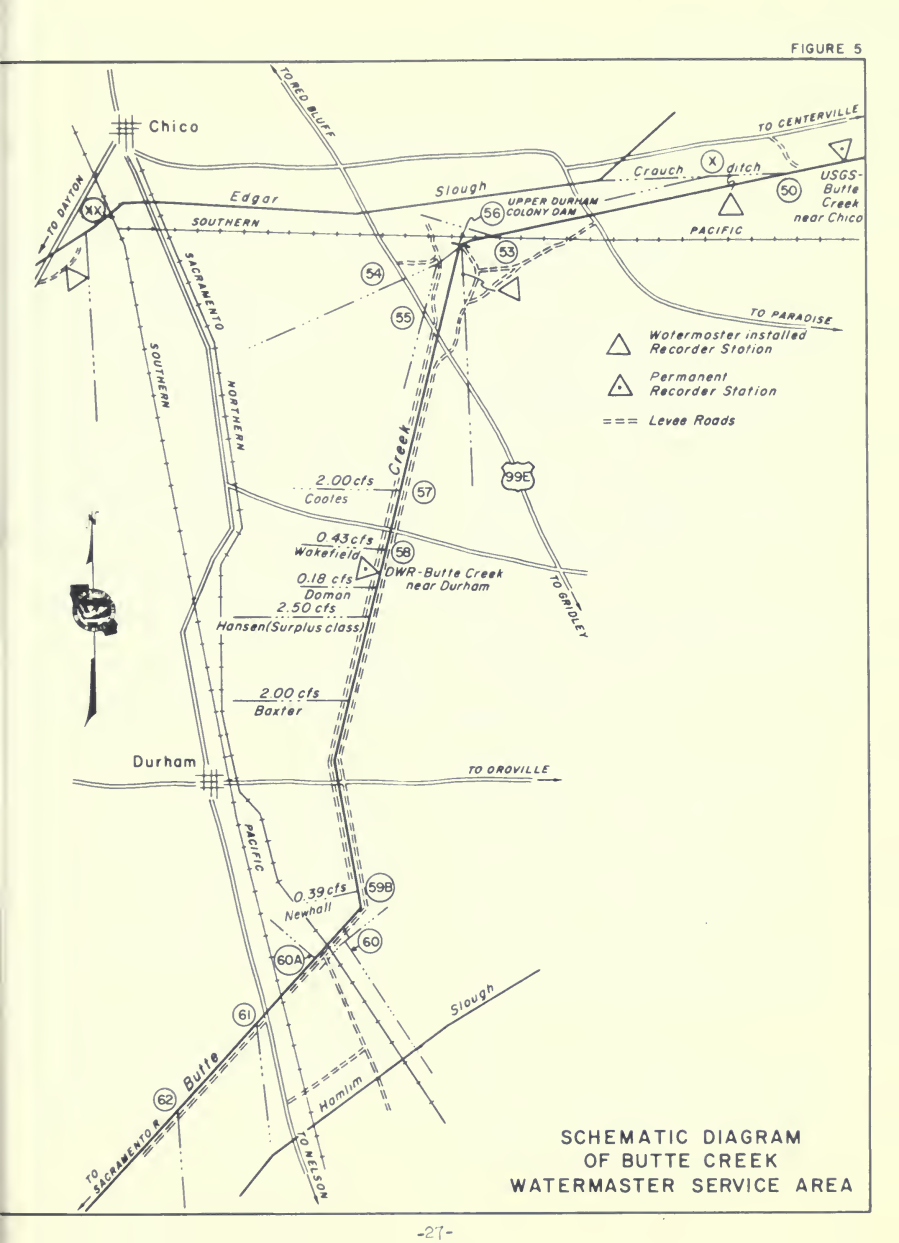 FIGURE 5
TO RED BLUFF
Chico
TO CENTERVILLE
X
Crouch ditch
50
USGS-
Butte
Creek
near Chico
TO DAYTON
XX
Edgar Slough
56
UPPER DURHAM
COLONY DAM
SOUTHERN PACIFIC
53
54
55
SACRAMENTO NORTHERN
SOUTHERN PACIFIC
TO PARADISE
Watermaster installed
Recorder Station
Permanent
Recorder Station
=== Levee Roads
Creek
99E
2.00 cfs
Cooles
57
0.43 cfs
Wakefield
58
DWR-Butte Creek
near Durham
0.18 cfs
Doman
2.50 cfs
Hansen (Surplus class)
TO GRIDLEY
2.00 cfs
Baxter
Durham
TO OROVILLE
0.39 cfs
Newhall
59B
60
60A
61
Butte
62
Hamlim Slough
TO
SACRAMENTO R
TO NELSON
SCHEMATIC DIAGRAM
OF BUTTE CREEK
WATERMASTER SERVICE AREA
-27-